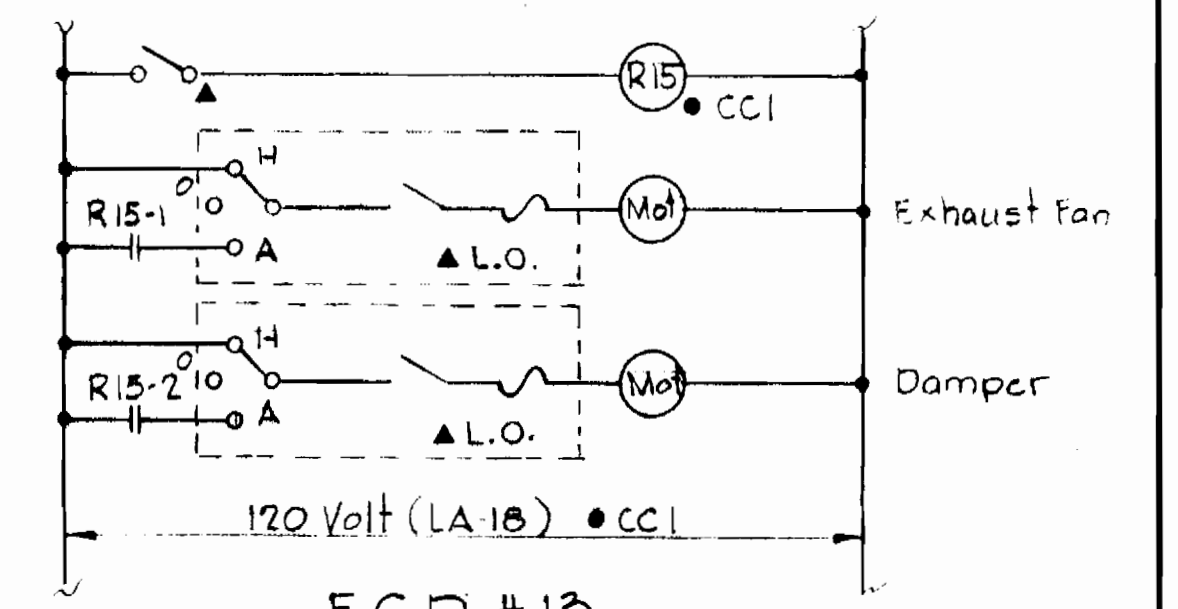 R15
▲
● CC1
H
O
R15-1
A
▲ L.O.
Mot
Exhaust Fan
H
O
R15-2
A
▲ L.O.
Mot
Damper
120 Volt (LA-18) ● CC1